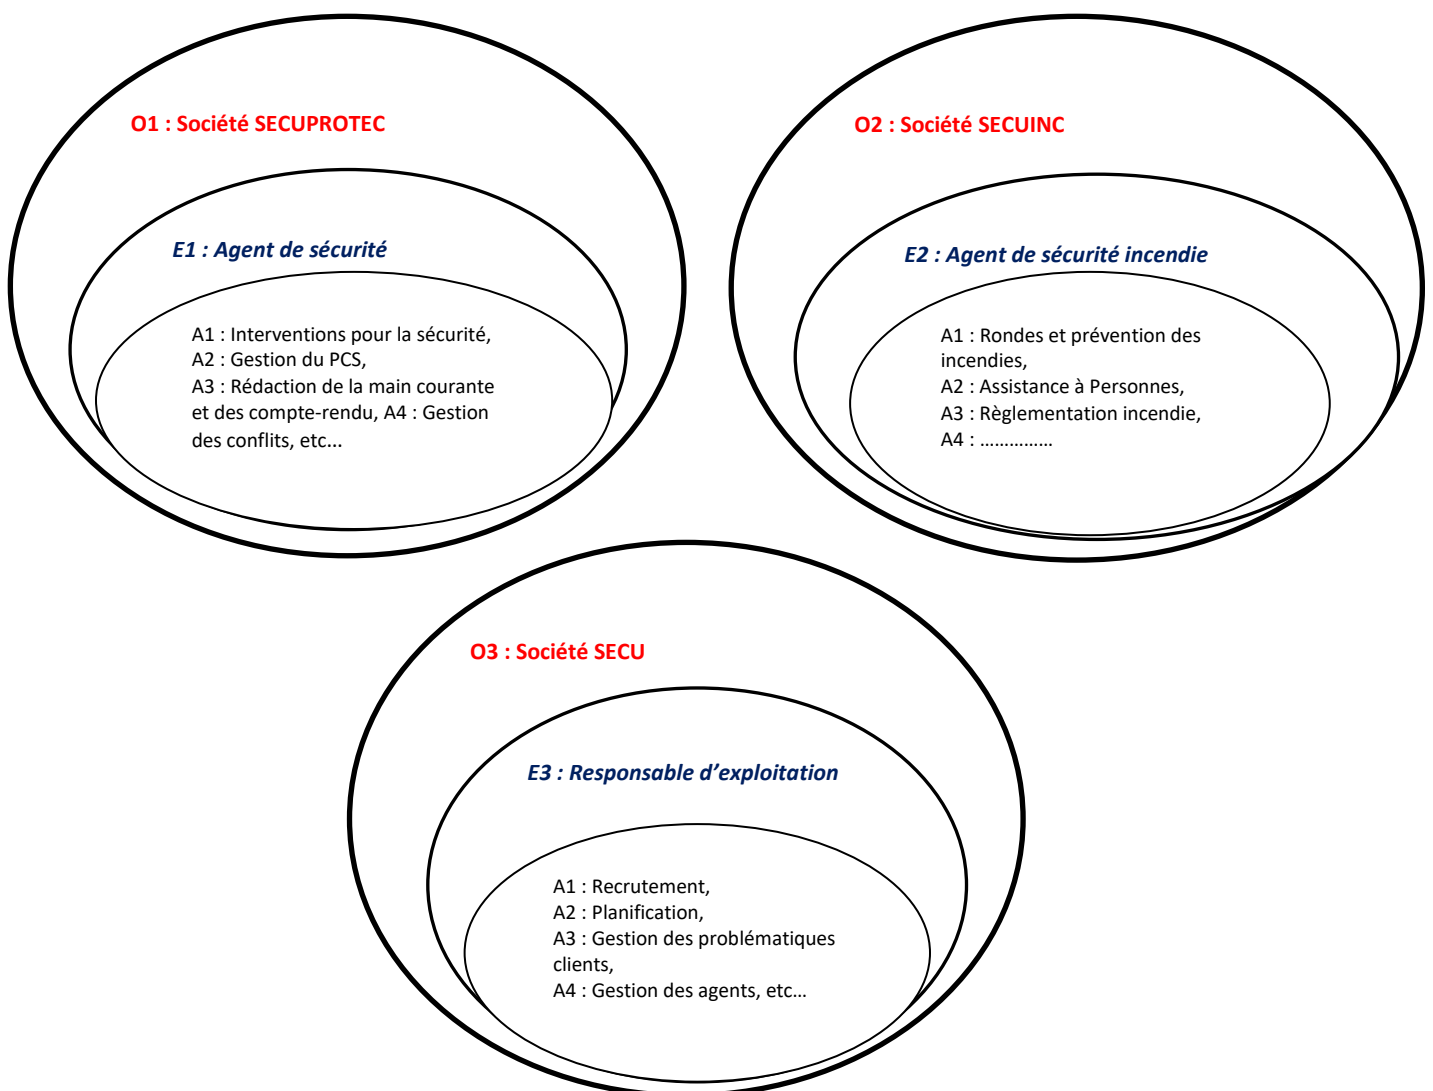 O1 : Société SECUPROTEC
E1 : Agent de sécurité
A1 : Interventions pour la sécurité,
A2 : Gestion du PCS,
A3 : Rédaction de la main courante
et des compte-rendu, A4 : Gestion
des conflits, etc...
O2 : Société SECUINC
E2 : Agent de sécurité incendie
A1 : Rondes et prévention des
incendies,
A2 : Assistance à Personnes,
A3 : Règlementation incendie,
A4 : ……………
O3 : Société SECU
E3 : Responsable d’exploitation
A1 : Recrutement,
A2 : Planification,
A3 : Gestion des problématiques
clients,
A4 : Gestion des agents, etc…